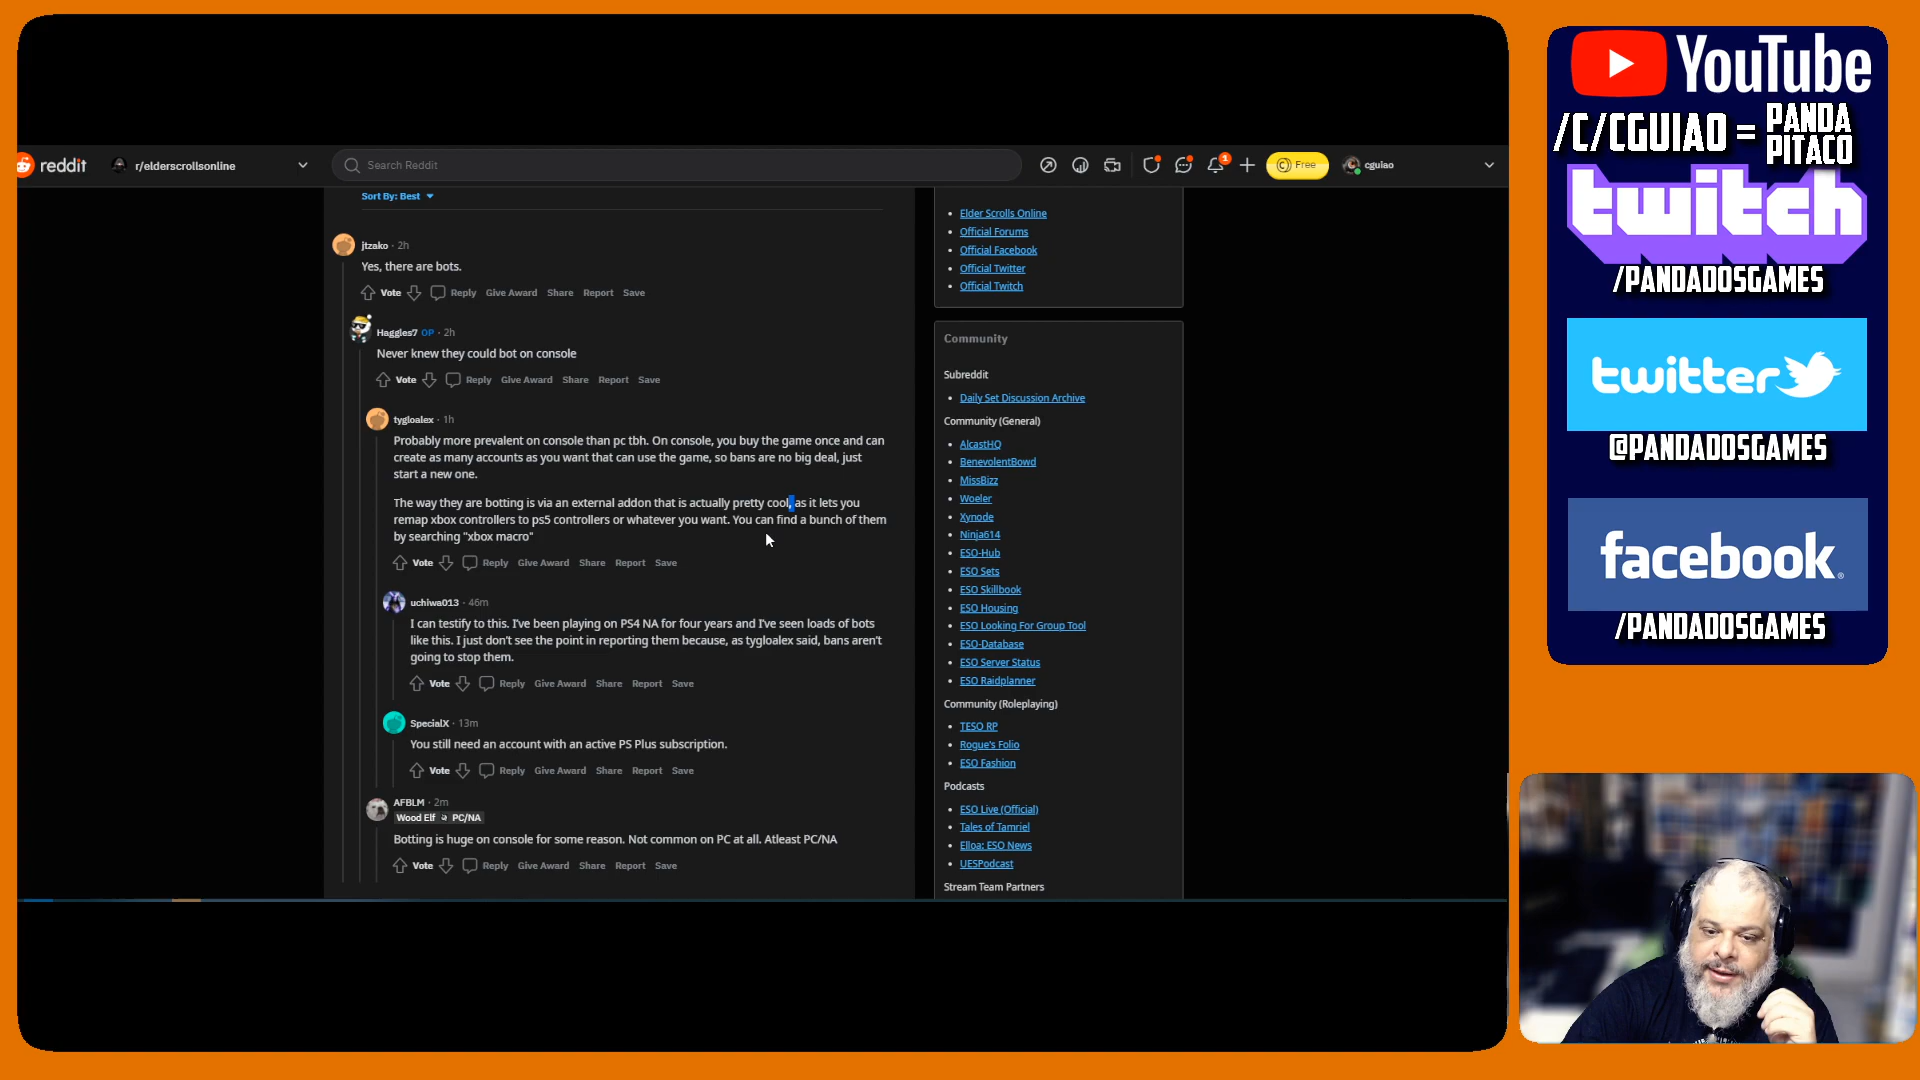 reddit
r/elderscrollsonline
Search Reddit
1
Free
cguiao
Sort By: Best
jtzako · 2h
Yes, there are bots.
Vote Reply Give Award Share Report Save
Haggles7 OP · 2h
Never knew they could bot on console
Vote Reply Give Award Share Report Save
tygloalex · 1h
Probably more prevalent on console than pc tbh. On console, you buy the game once and can
create as many accounts as you want that can use the game, so bans are no big deal, just
start a new one.
The way they are botting is via an external addon that is actually pretty cool, as it lets you
remap xbox controllers to ps5 controllers or whatever you want. You can find a bunch of them
by searching "xbox macro"
Vote Reply Give Award Share Report Save
uchiwa013 · 46m
I can testify to this. I've been playing on PS4 NA for four years and I've seen loads of bots
like this. I just don't see the point in reporting them because, as tygloalex said, bans aren't
going to stop them.
Vote Reply Give Award Share Report Save
SpecialX · 13m
You still need an account with an active PS Plus subscription.
Vote Reply Give Award Share Report Save
AFBLM · 2m
Wood Elf PC/NA
Botting is huge on console for some reason. Not common on PC at all. Atleast PC/NA
Vote Reply Give Award Share Report Save
Elder Scrolls Online
Official Forums
Official Facebook
Official Twitter
Official Twitch
Community
Subreddit
Daily Set Discussion Archive
Community (General)
AlcastHQ
BenevolentBowd
MissBizz
Woeler
Xynode
Ninja614
ESO-Hub
ESO Sets
ESO Skillbook
ESO Housing
ESO Looking For Group Tool
ESO-Database
ESO Server Status
ESO Raidplanner
Community (Roleplaying)
TESO RP
Rogue's Folio
ESO Fashion
Podcasts
ESO Live (Official)
Tales of Tamriel
Elloa: ESO News
UESPodcast
Stream Team Partners
YouTube
/C/CGUIAO = PANDA PITACO
twitch
/PANDADOSGAMES
twitter
@PANDADOSGAMES
facebook
/PANDADOSGAMES